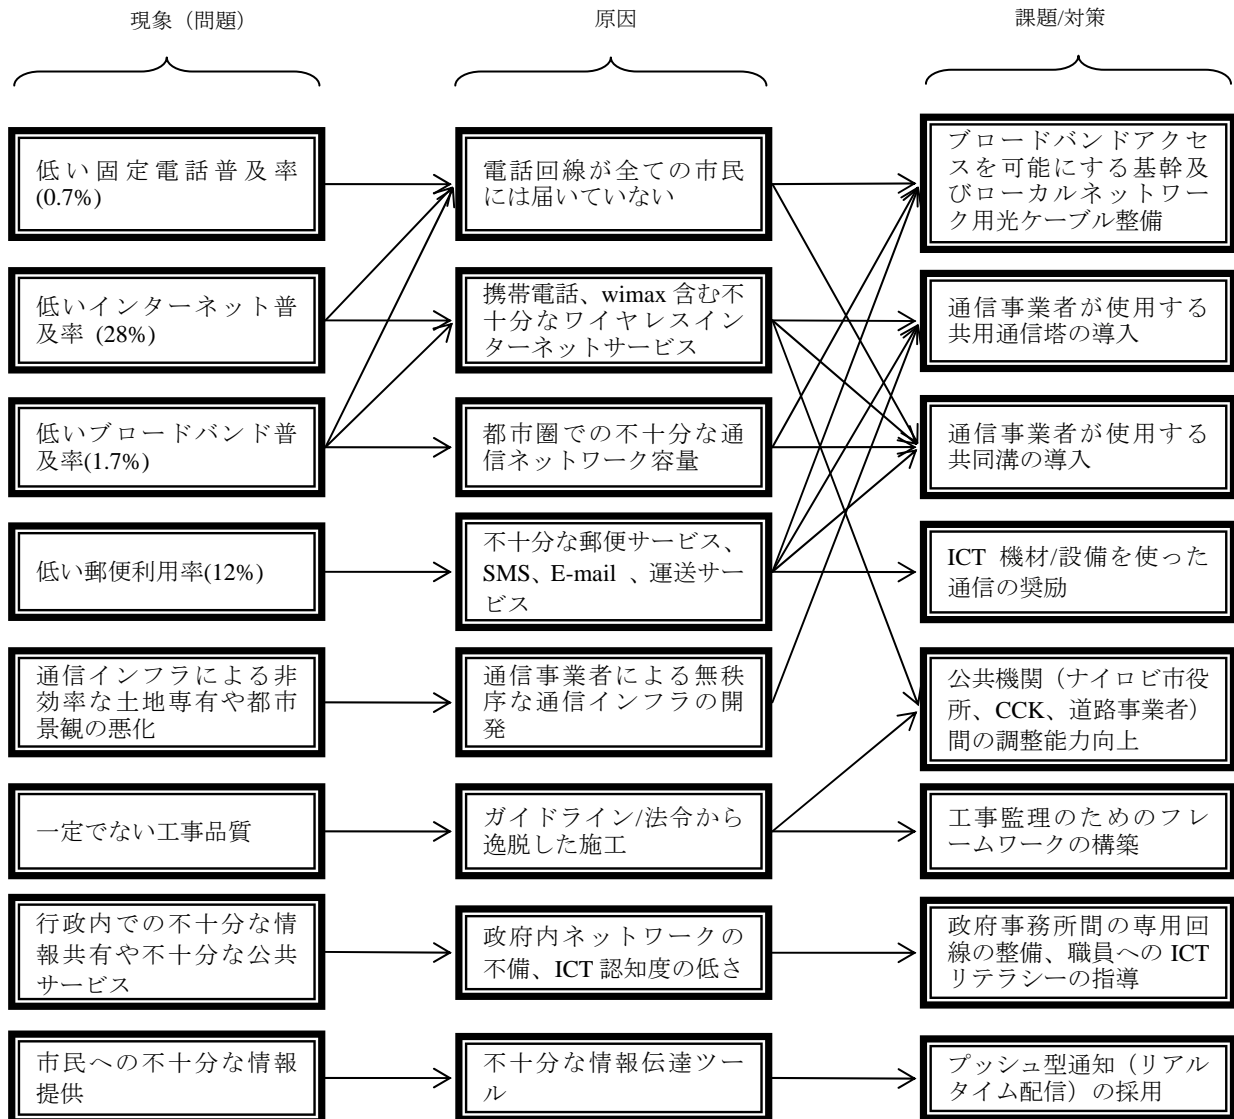 現象（問題）
原因
課題/対策
低い固定電話普及率
(0.7%)
電話回線が全ての市民
には届いていない
ブロードバンドアクセ
スを可能にする基幹及
びローカルネットワー
ク用光ケーブル整備
低いインターネット普
及率 (28%)
携帯電話、wimax 含む不
十分なワイヤレスイン
ターネットサービス
通信事業者が使用する
共用通信塔の導入
低いブロードバンド普
及率(1.7%)
都市圏での不十分な通
信ネットワーク容量
通信事業者が使用する
共同溝の導入
低い郵便利用率(12%)
不十分な郵便サービス、
SMS、E-mail 、運送サー
ビス
ICT 機材/設備を使った
通信の奨励
通信インフラによる非
効率な土地専有や都市
景観の悪化
通信事業者による無秩
序な通信インフラの開
発
公共機関（ナイロビ市役
所、CCK、道路事業者）
間の調整能力向上
一定でない工事品質
ガイドライン/法令から
逸脱した施工
工事監理のためのフレ
ームワークの構築
行政内での不十分な情
報共有や不十分な公共
サービス
政府内ネットワークの
不備、ICT 認知度の低さ
政府事務所間の専用回
線の整備、職員への ICT
リテラシーの指導
市民への不十分な情報
提供
不十分な情報伝達ツー
ル
プッシュ型通知（リアル
タイム配信）の採用